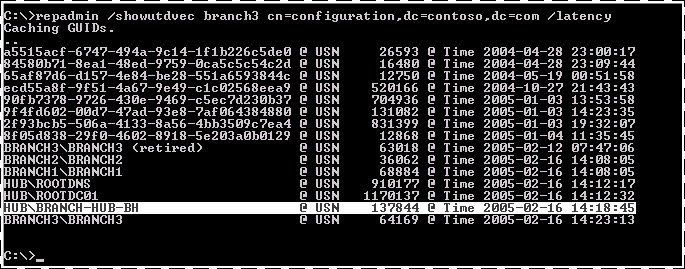 C:\>repadmin /showutdvec branch3 cn=configuration,dc=contoso,dc=com /latency
Caching GUIDs.
..
a5515acf-6747-494a-9c14-1f1b226c5de0 @ USN 26593 @ Time 2004-04-28 23:00:17
84580b71-8ea1-48ed-9759-0ca5c5c54c2d @ USN 16480 @ Time 2004-04-28 23:09:44
65af87d6-d157-4e84-be28-551a6593844c @ USN 12750 @ Time 2004-05-19 00:51:58
ecd55a8f-9f51-4a67-9e49-c1c02568eea9 @ USN 520166 @ Time 2004-10-27 21:43:43
90fb7378-9726-430e-9469-c5ec7d230b37 @ USN 704936 @ Time 2005-01-03 13:53:58
9f4fd602-00d7-47ad-93e8-7af064384880 @ USN 131082 @ Time 2005-01-03 14:23:35
2f93bcb5-506a-4133-8a56-4bb3509c7ea4 @ USN 831399 @ Time 2005-01-03 19:32:07
8f05d838-29f0-4602-8918-5e203a0b0129 @ USN 12868 @ Time 2005-01-04 11:35:45
BRANCH3\BRANCH3 (retired) @ USN 63018 @ Time 2005-02-12 07:47:06
BRANCH2\BRANCH2 @ USN 36062 @ Time 2005-02-16 14:08:05
BRANCH1\BRANCH1 @ USN 68884 @ Time 2005-02-16 14:08:05
HUB\ROOTDNS @ USN 910177 @ Time 2005-02-16 14:12:17
HUB\ROOTDC01 @ USN 1170137 @ Time 2005-02-16 14:12:32
HUB\BRANCH-HUB-BH @ USN 137844 @ Time 2005-02-16 14:18:45
BRANCH3\BRANCH3 @ USN 64169 @ Time 2005-02-16 14:23:13
C:\>_